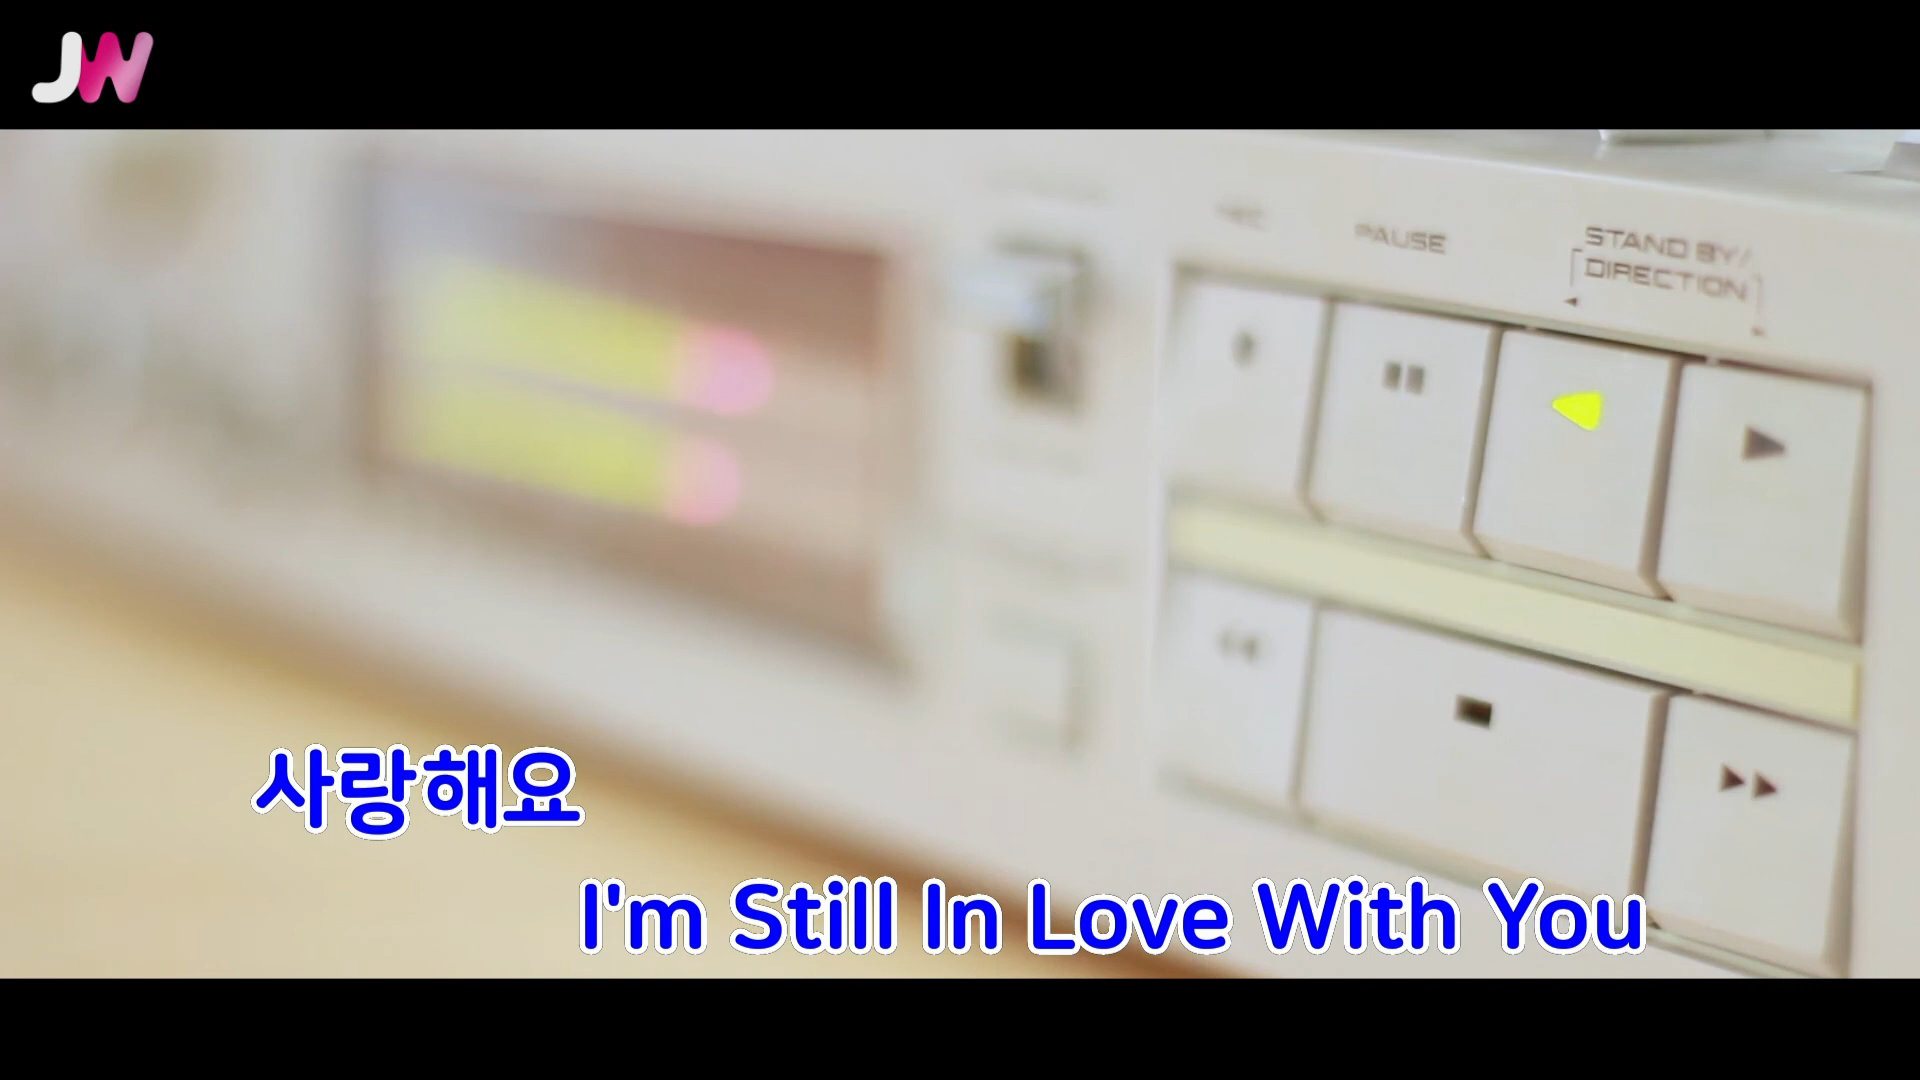 JW
PAUSE
STAND BY/
DIRECTION
사랑해요
I'm Still In Love With You